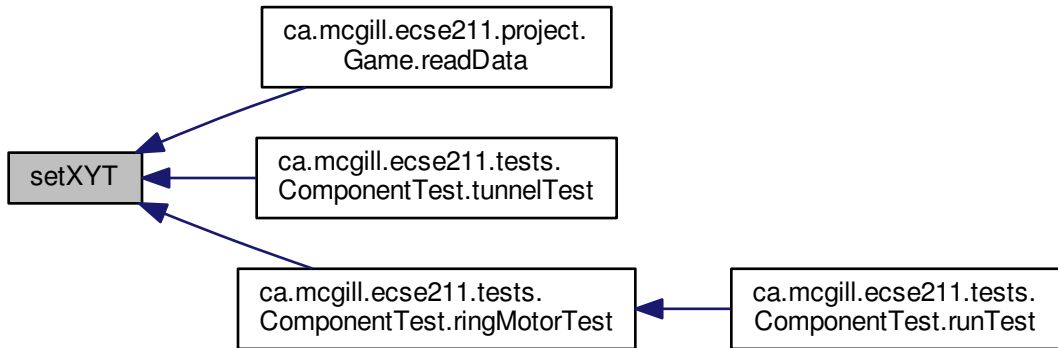 ca.mcgill.ecse211.project.
Game.readData
setXYT
ca.mcgill.ecse211.tests.
ComponentTest.tunnelTest
ca.mcgill.ecse211.tests.
ComponentTest.ringMotorTest
ca.mcgill.ecse211.tests.
ComponentTest.runTest